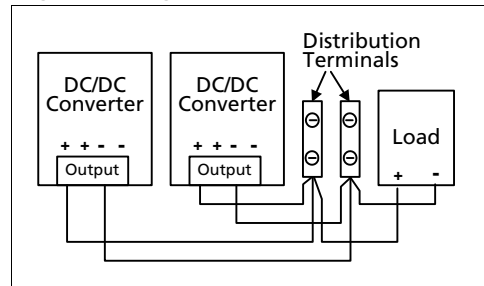 Distribution
Terminals
DC/DC
Converter
+ + - -
Output
DC/DC
Converter
+ + - -
Output
Load
+ -